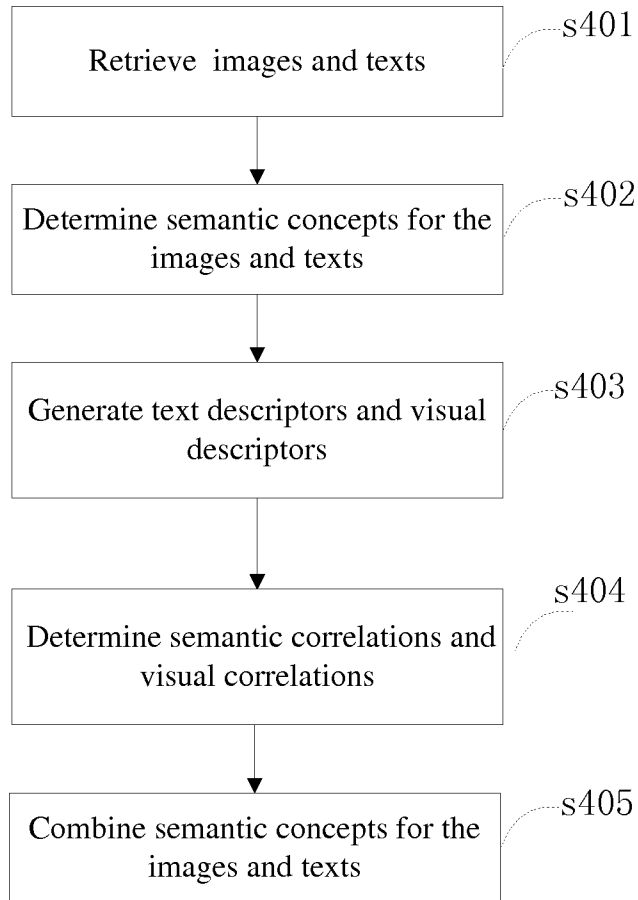 s401
Retrieve images and texts
s402
Determine semantic concepts for the
images and texts
s403
Generate text descriptors and visual
descriptors
s404
Determine semantic correlations and
visual correlations
s405
Combine semantic concepts for the
images and texts